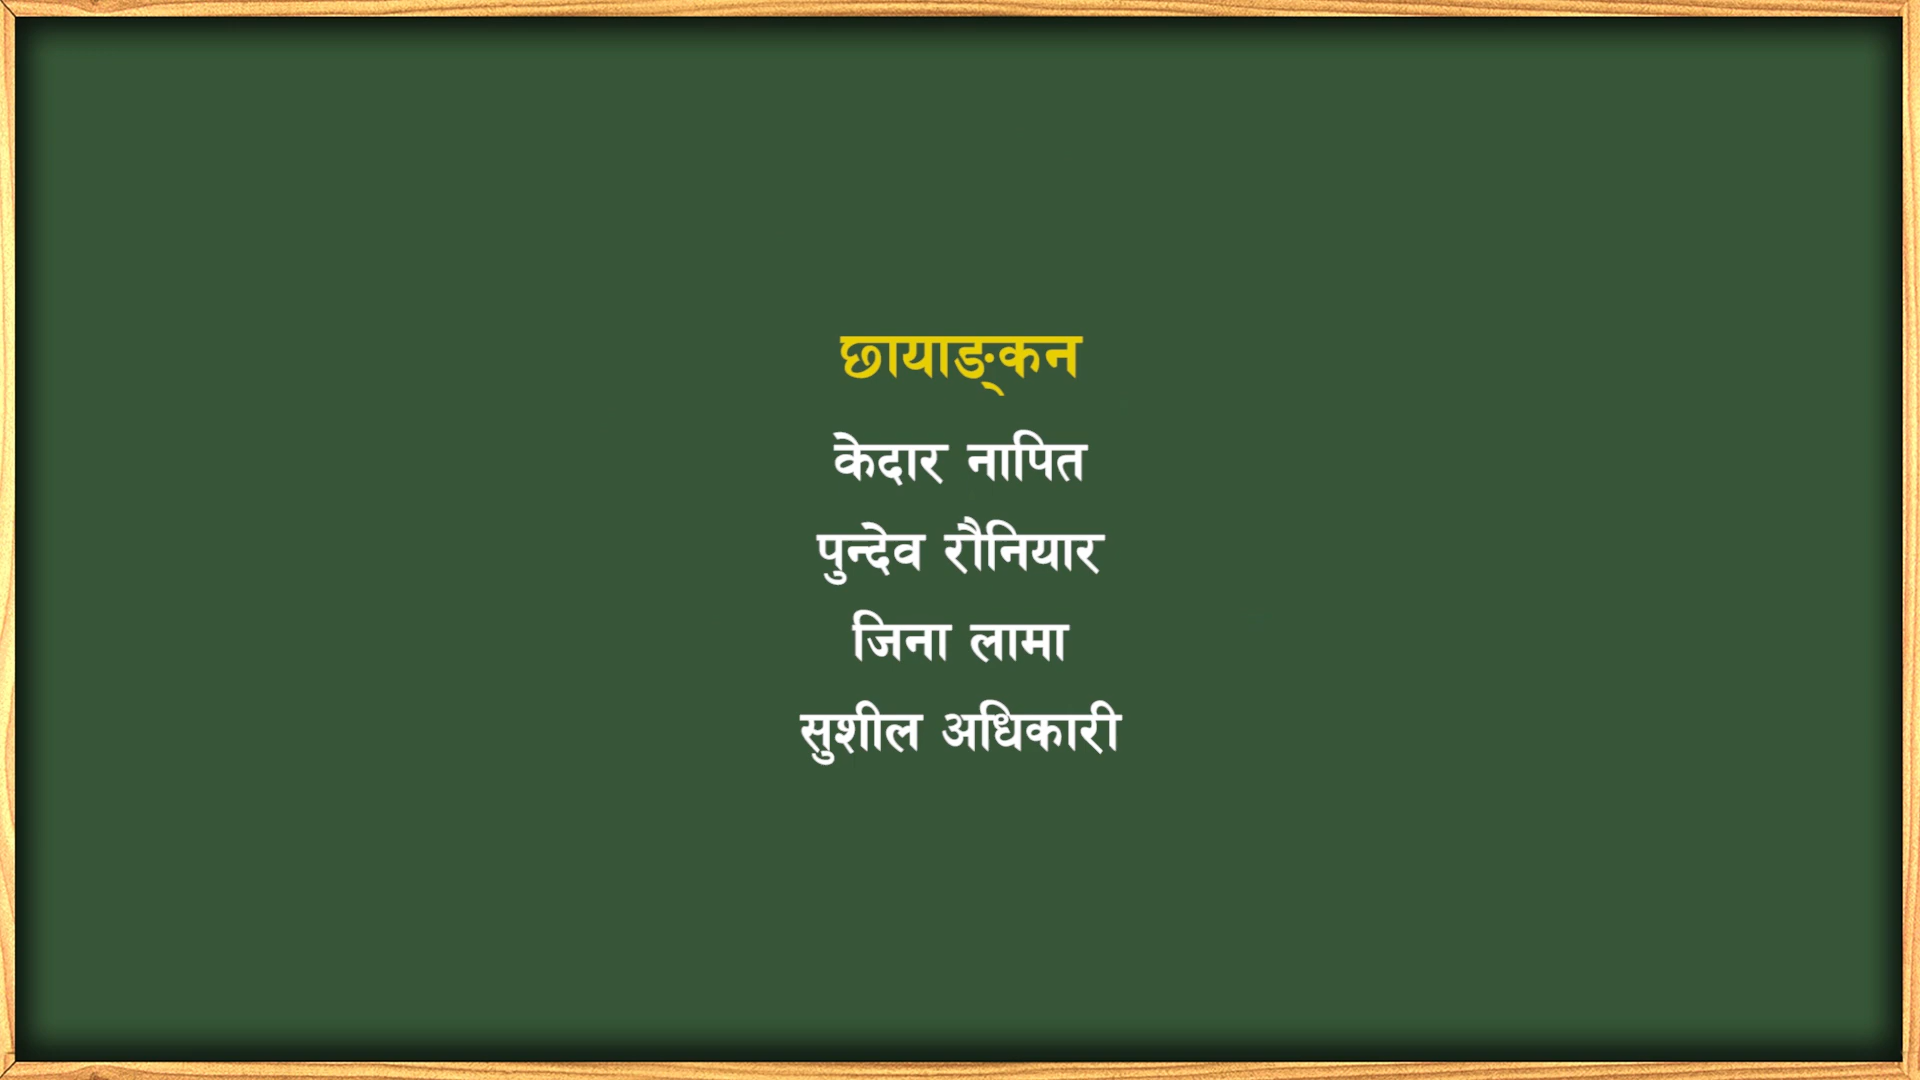 छायाङ्कन
केदार नापित
पुन्देव रौनियार
जिना लामा
सुशील अधिकारी